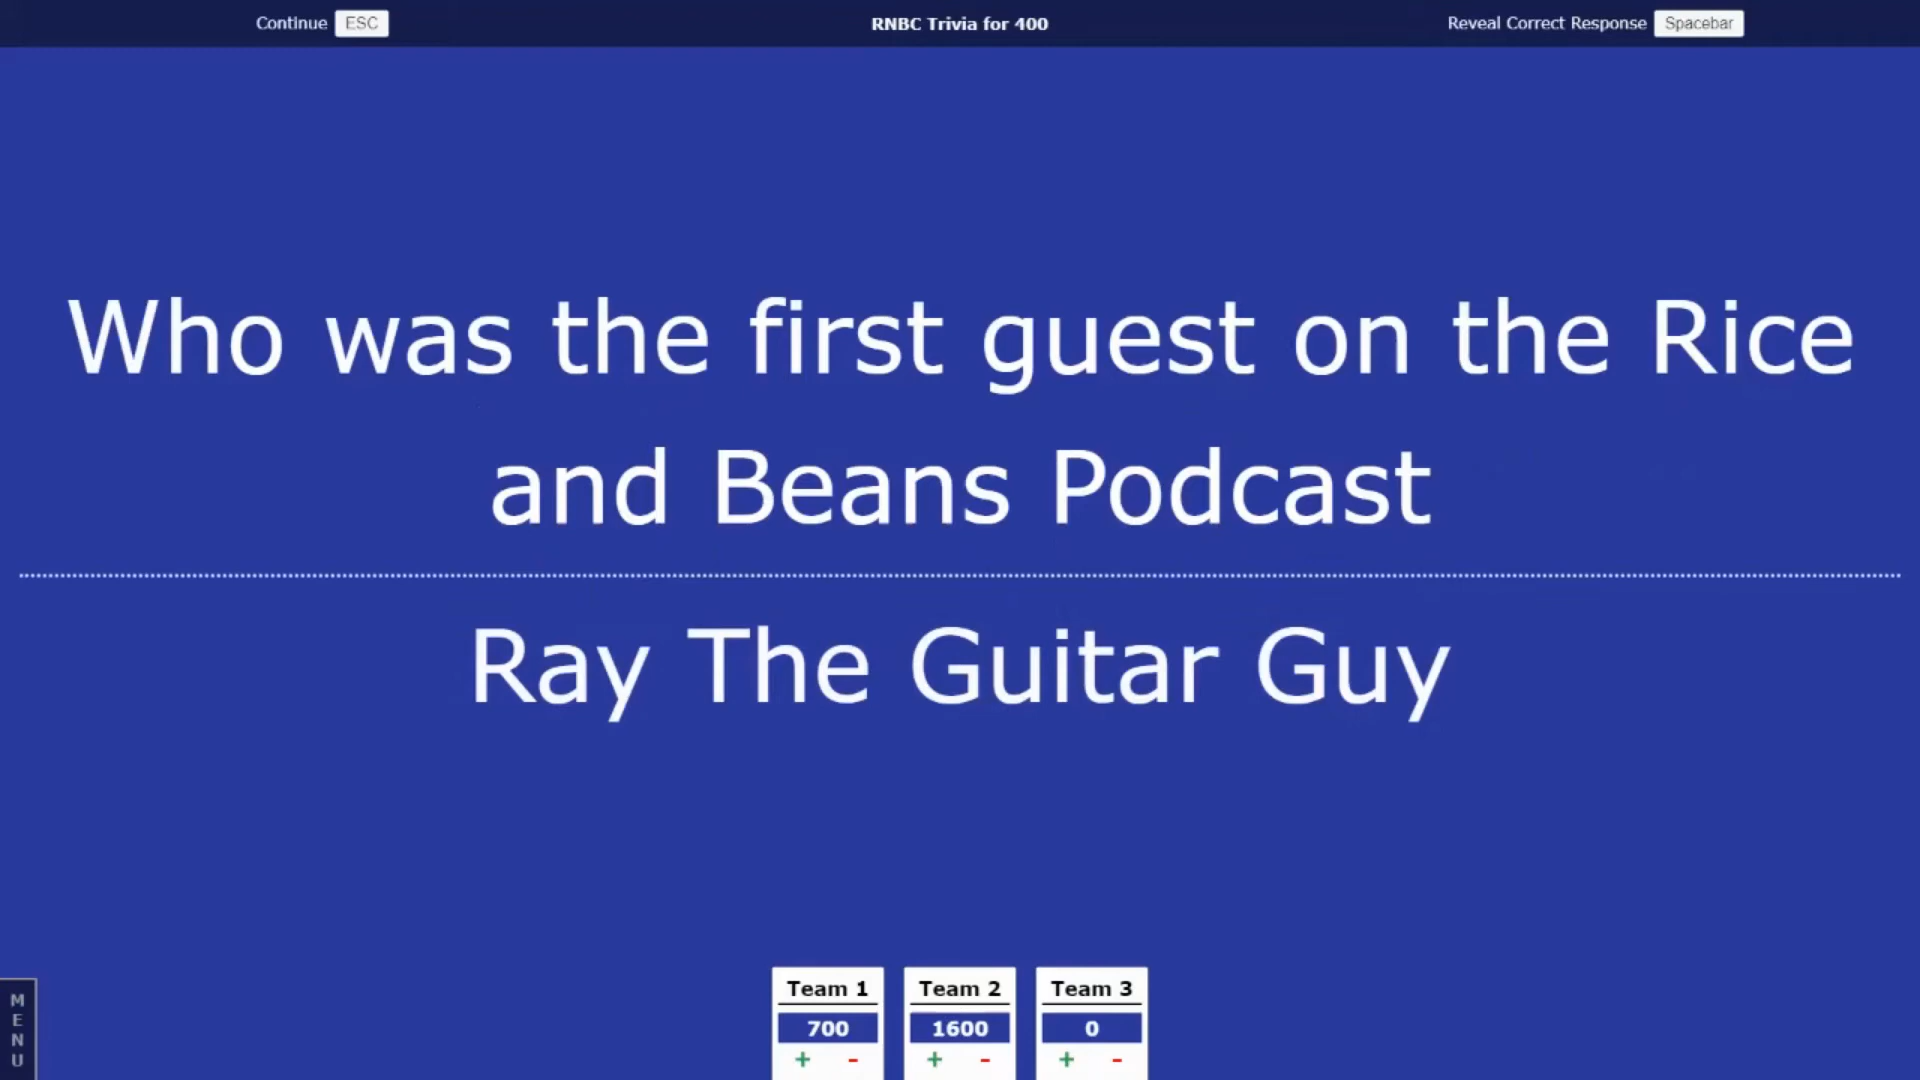 Continue ESC RNBC Trivia for 400 Reveal Correct Response Spacebar
Who was the first guest on the Rice
and Beans Podcast
Ray The Guitar Guy
Team 1 Team 2 Team 3
700 1600 0
+ - + - + -
MENU